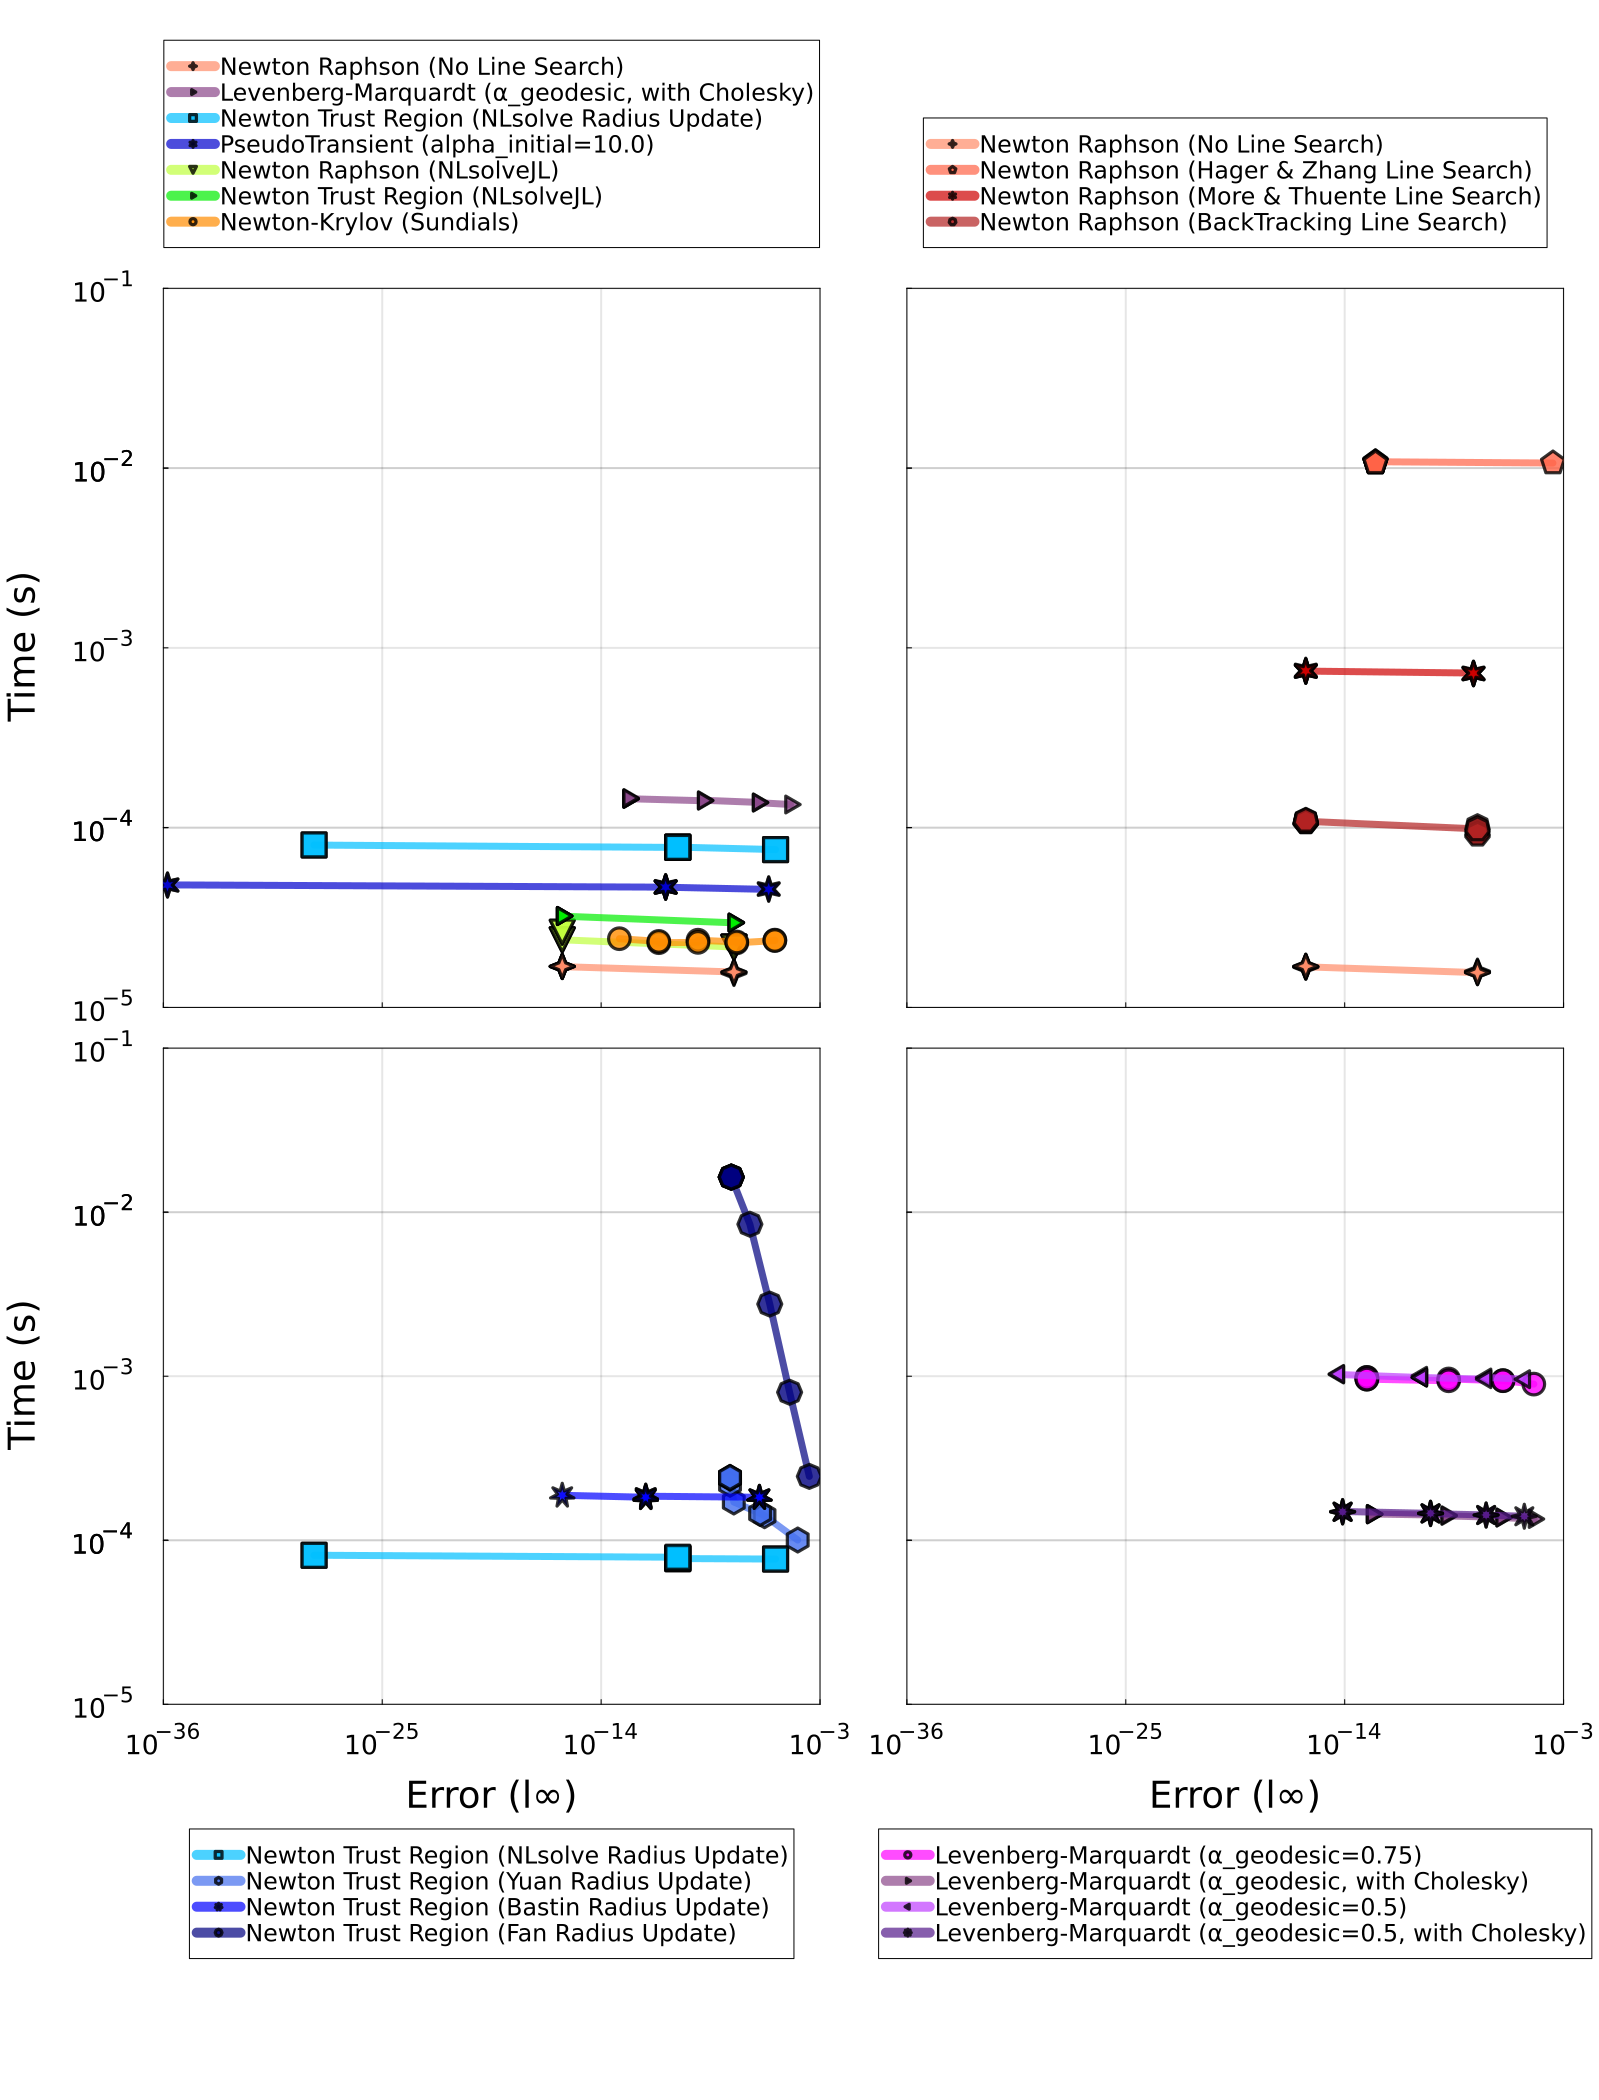 Newton Raphson (No Line Search)
Levenberg-Marquardt (α_geodesic, with Cholesky)
Newton Trust Region (NLsolve Radius Update)
PseudoTransient (alpha_initial=10.0)
Newton Raphson (NLsolveJL)
Newton Trust Region (NLsolveJL)
Newton-Krylov (Sundials)
Newton Raphson (No Line Search)
Newton Raphson (Hager & Zhang Line Search)
Newton Raphson (More & Thuente Line Search)
Newton Raphson (BackTracking Line Search)
10⁻¹
10⁻²
10⁻³
10⁻⁴
10⁻⁵
Time (s)
10⁻¹
10⁻²
10⁻³
10⁻⁴
10⁻⁵
Time (s)
10⁻³⁶ 10⁻²⁵ 10⁻¹⁴ 10⁻³
10⁻³⁶ 10⁻²⁵ 10⁻¹⁴ 10⁻³
Error (l∞)
Error (l∞)
Newton Trust Region (NLsolve Radius Update)
Newton Trust Region (Yuan Radius Update)
Newton Trust Region (Bastin Radius Update)
Newton Trust Region (Fan Radius Update)
Levenberg-Marquardt (α_geodesic=0.75)
Levenberg-Marquardt (α_geodesic, with Cholesky)
Levenberg-Marquardt (α_geodesic=0.5)
Levenberg-Marquardt (α_geodesic=0.5, with Cholesky)